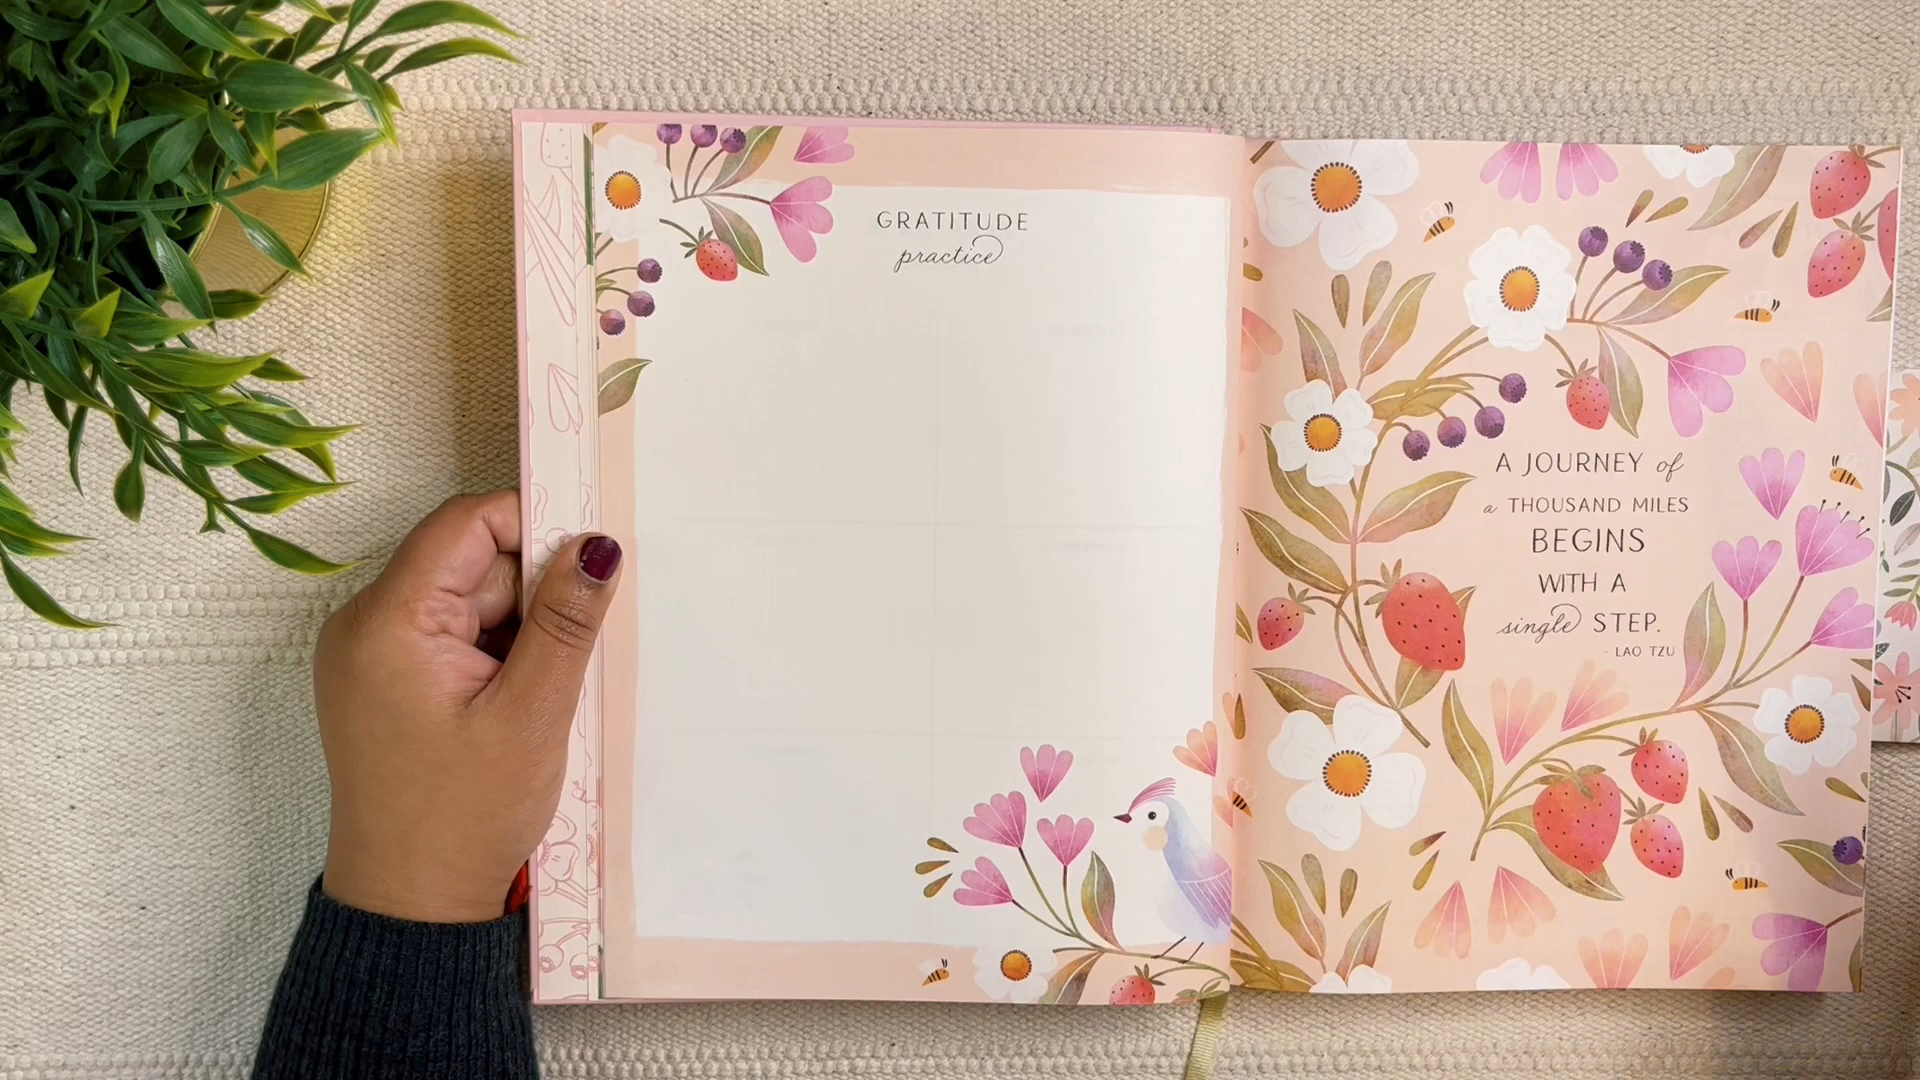 GRATITUDE
practice
A JOURNEY of
a THOUSAND MILES
BEGINS
WITH A
single STEP.
- LAO TZU